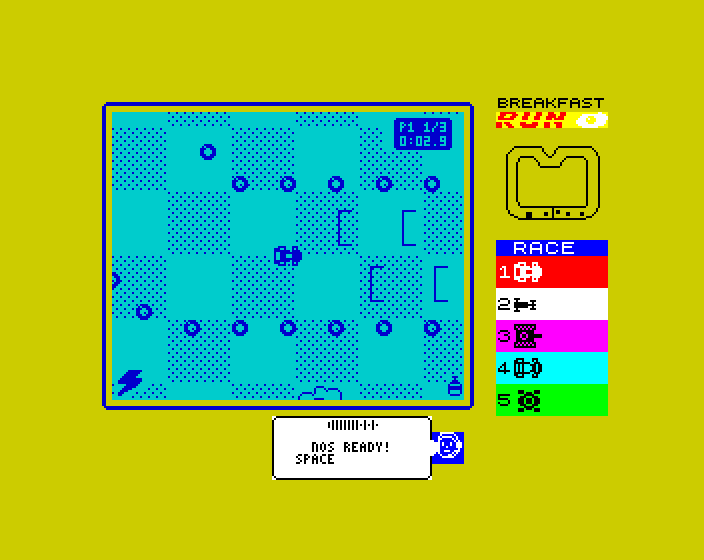 BREAKFAST
RUN
P1 1/3
0:02.9
RACE
1
2
3
4
5
NOS READY!
SPACE